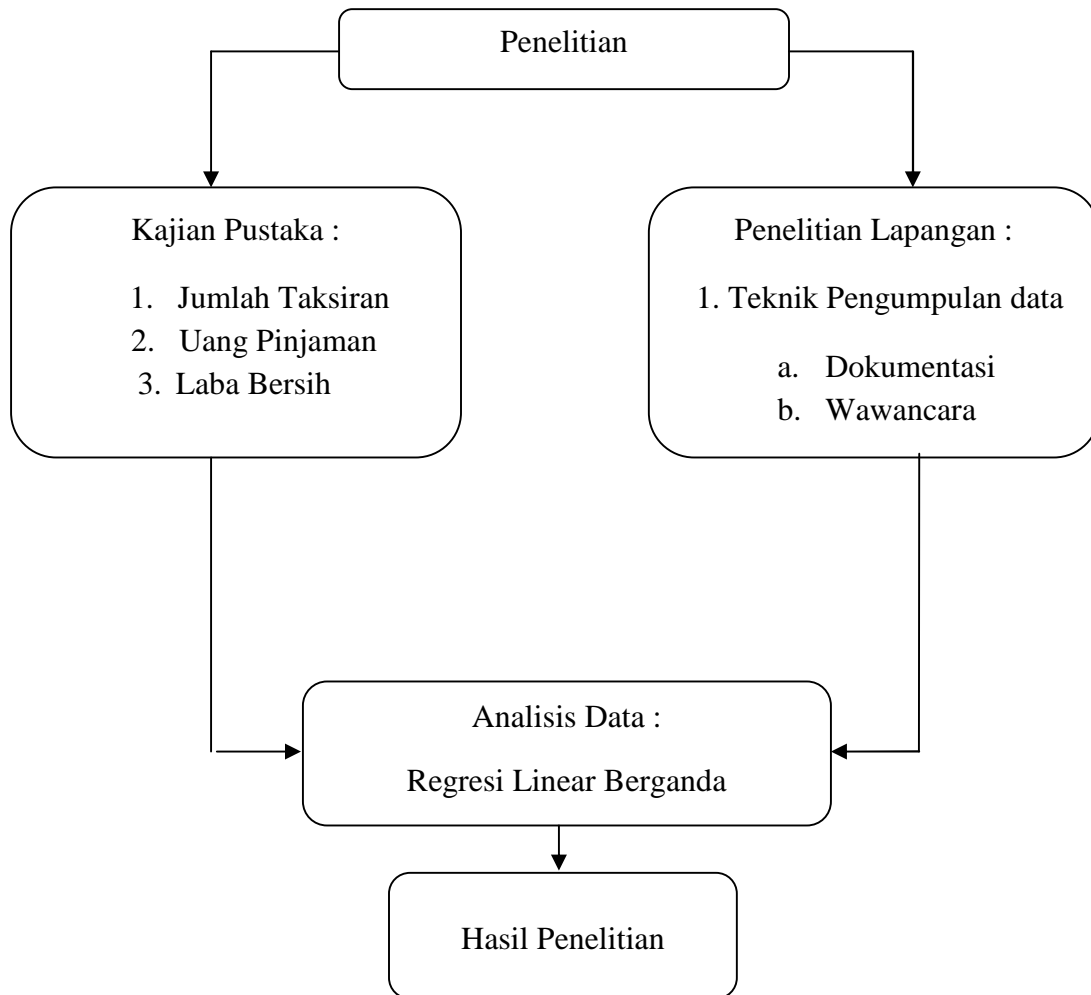 Penelitian
Kajian Pustaka :
1. Jumlah Taksiran
2. Uang Pinjaman
3. Laba Bersih
Penelitian Lapangan :
1. Teknik Pengumpulan data
a. Dokumentasi
b. Wawancara
Analisis Data :
Regresi Linear Berganda
Hasil Penelitian